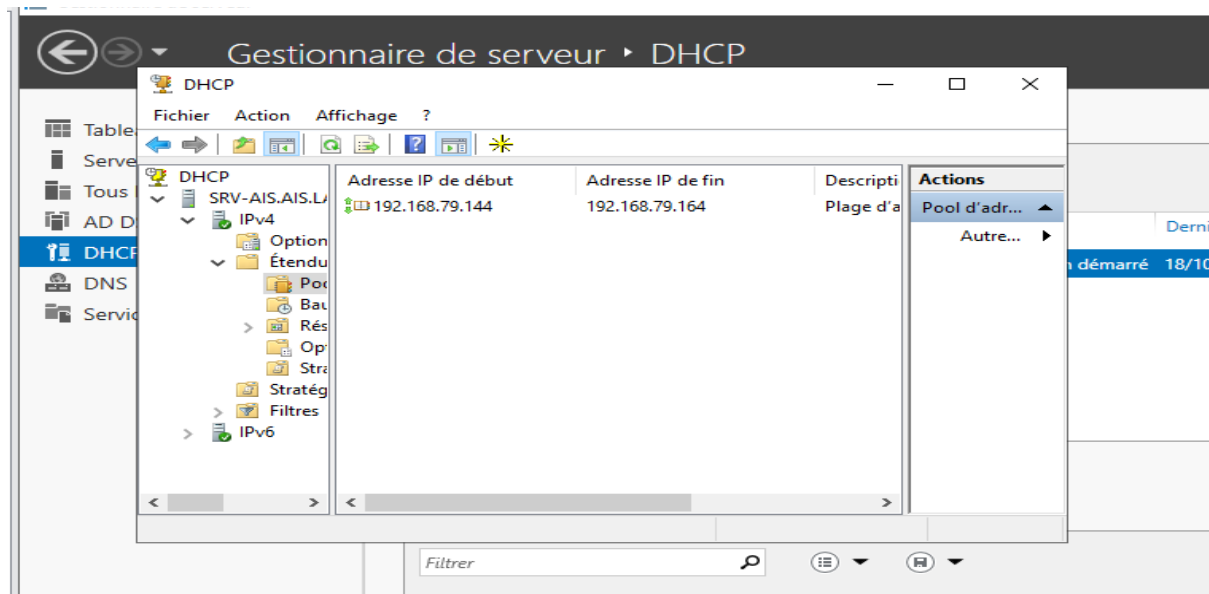 Gestionnaire de serveur ‣ DHCP
DHCP
Fichier Action Affichage ?
Table
Serve
Tous
AD D
DHCP
DNS
Servic
DHCP
SRV-AIS.AIS.LA
IPv4
Option
Étendu
Poo
Bau
Rés
Opt
Stra
Stratég
Filtres
IPv6
Adresse IP de début Adresse IP de fin Descripti
192.168.79.144 192.168.79.164 Plage d'a
Actions
Pool d'adr...
Autre...
Derni
n démarré 18/10
Filtrer